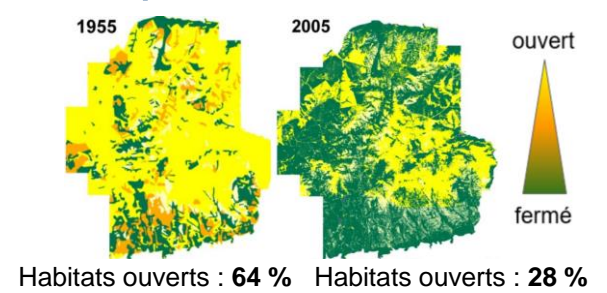 1955
2005
ouvert
fermé
Habitats ouverts : 64 %
Habitats ouverts : 28 %